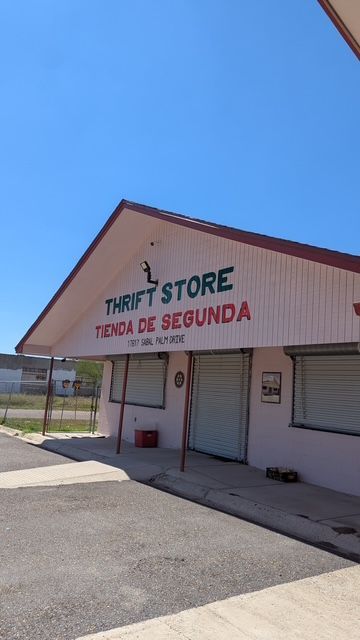 THRIFT STORE
TIENDA DE SEGUNDA
17617 SABAL PALM DRIVE